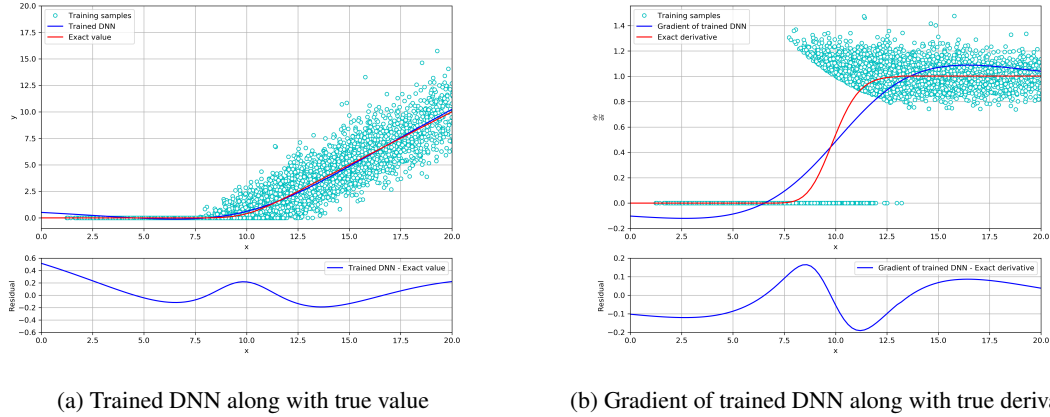 20.0
17.5
15.0
12.5
10.0
7.5
5.0
2.5
0.0
y
Training samples
Trained DNN
Exact value
0.0 2.5 5.0 7.5 10.0 12.5 15.0 17.5 20.0
x
0.6
0.4
0.2
0.0
−0.2
−0.4
−0.6
Residual
Trained DNN - Exact value
0.0 2.5 5.0 7.5 10.0 12.5 15.0 17.5 20.0
x
(a) Trained DNN along with true value
1.4
1.2
1.0
0.8
0.6
0.4
0.2
0.0
−0.2
Training samples
Gradient of trained DNN
Exact derivative
0.0 2.5 5.0 7.5 10.0 12.5 15.0 17.5 20.0
x
0.2
0.1
0.0
−0.1
−0.2
Residual
Gradient of trained DNN - Exact derivative
0.0 2.5 5.0 7.5 10.0 12.5 15.0 17.5 20.0
x
(b) Gradient of trained DNN along with true deriva